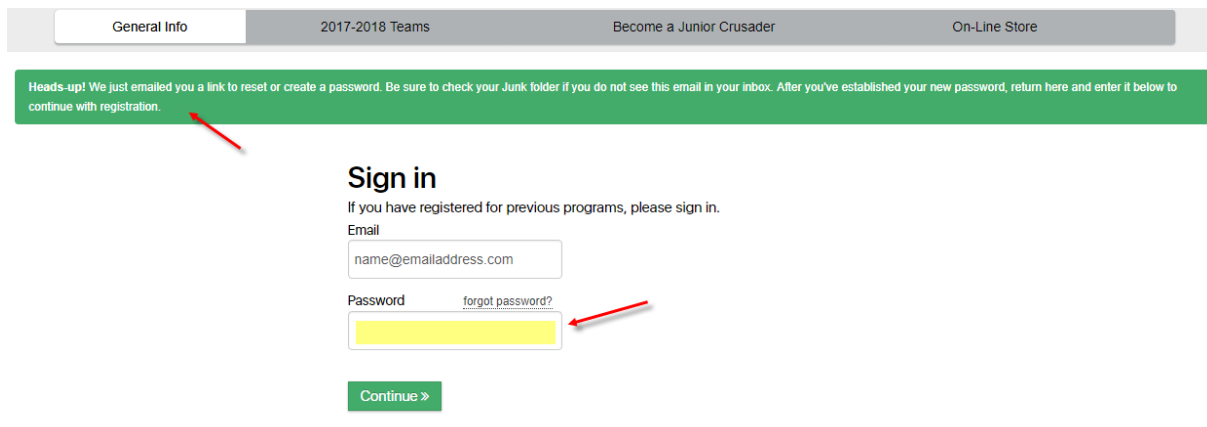 General Info 2017-2018 Teams Become a Junior Crusader On-Line Store
Heads-up! We just emailed you a link to reset or create a password. Be sure to check your Junk folder if you do not see this email in your inbox. After you've established your new password, return here and enter it below to
continue with registration.
Sign in
If you have registered for previous programs, please sign in.
Email
name@emailaddress.com
Password forgot password?
Continue »